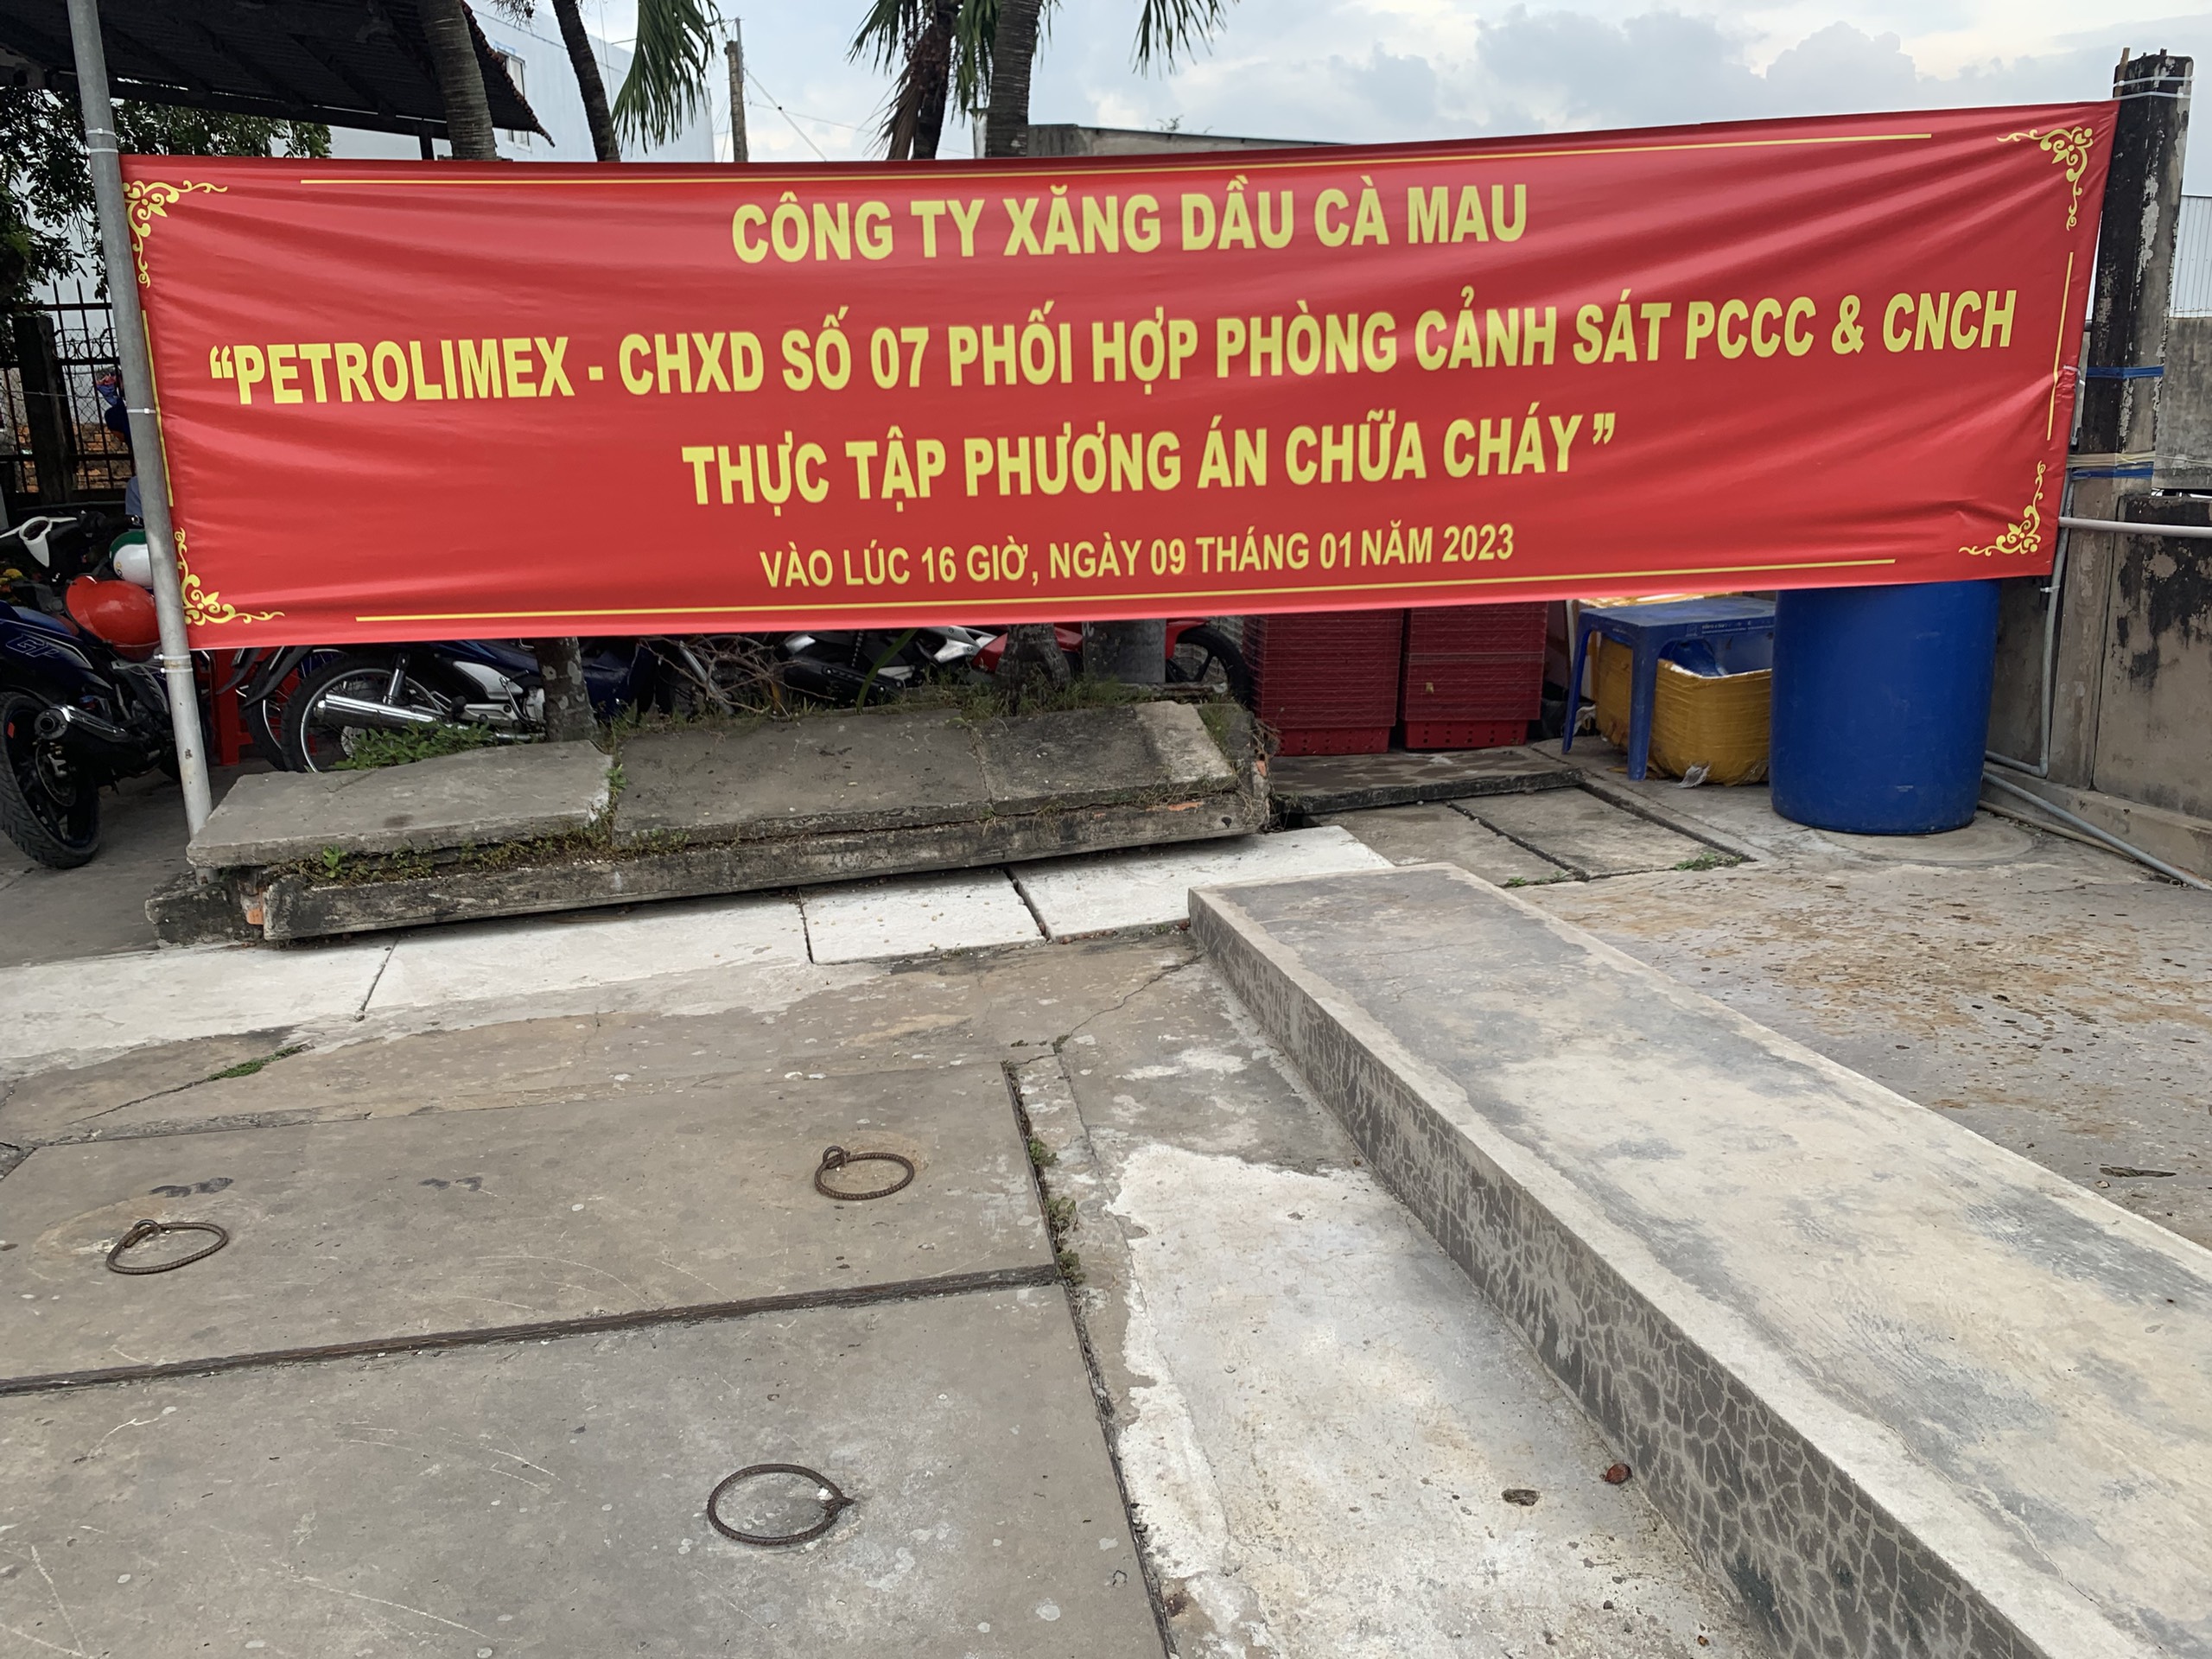 CÔNG TY XĂNG DẦU CÀ MAU
“PETROLIMEX - CHXD SỐ 07 PHỐI HỢP PHÒNG CẢNH SÁT PCCC & CNCH
THỰC TẬP PHƯƠNG ÁN CHỮA CHÁY”
VÀO LÚC 16 GIỜ, NGÀY 09 THÁNG 01 NĂM 2023